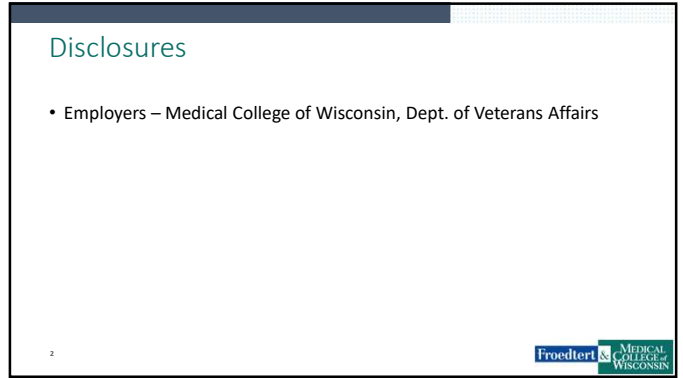 Disclosures
• Employers – Medical College of Wisconsin, Dept. of Veterans Affairs
2
Froedtert & MEDICAL
COLLEGE of
WISCONSIN